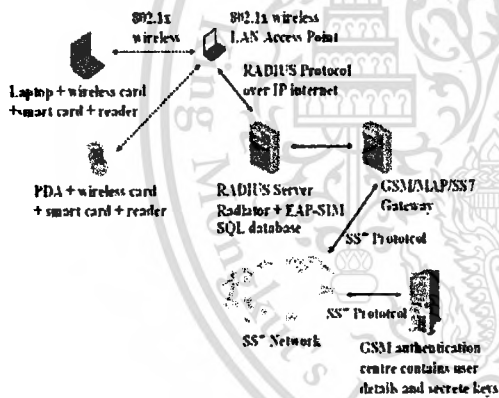 802.1x
wireless
802.1x wireless
LAN Access Point
RADIUS Protocol
over IP internet
Laptop + wireless card
+smart card + reader
PDA + wireless card
+ smart card + reader
RADIUS Server
Radiator + EAP-SIM
SQL database
GSM/MAP/SS7
Gateway
SS7 Protocol
SS7 Protocol
SS7 Network
GSM authentication
centre contains user
details and secrete keys